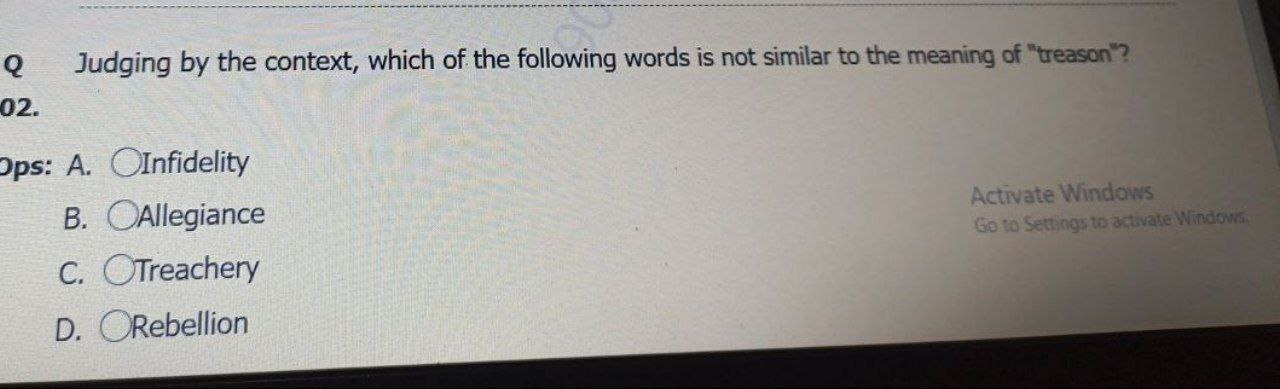 Q Judging by the context, which of the following words is not similar to the meaning of "treason"?
02.
Ops: A. Infidelity
B. Allegiance
C. Treachery
D. Rebellion
Activate Windows
Go to Settings to activate Windows.